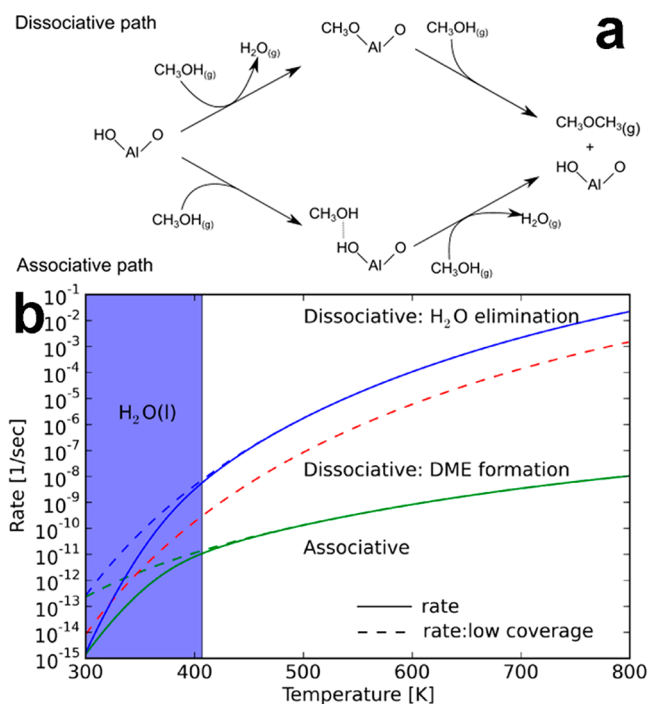 Dissociative path
a
CH₃OH(g)
H₂O(g)
CH₃O
Al
O
CH₃OH(g)
HO
Al
O
CH₃OCH₃(g)
+
HO
Al
O
CH₃OH(g)
CH₃OH
HO
Al
O
H₂O(g)
CH₃OH(g)
Associative path
b
Rate [1/sec]
10⁻¹
10⁻²
10⁻³
10⁻⁴
10⁻⁵
10⁻⁶
10⁻⁷
10⁻⁸
10⁻⁹
10⁻¹⁰
10⁻¹¹
10⁻¹²
10⁻¹³
10⁻¹⁴
10⁻¹⁵
H₂O(l)
Dissociative: H₂O elimination
Dissociative: DME formation
Associative
rate
rate:low coverage
300
400
500
600
700
800
Temperature [K]